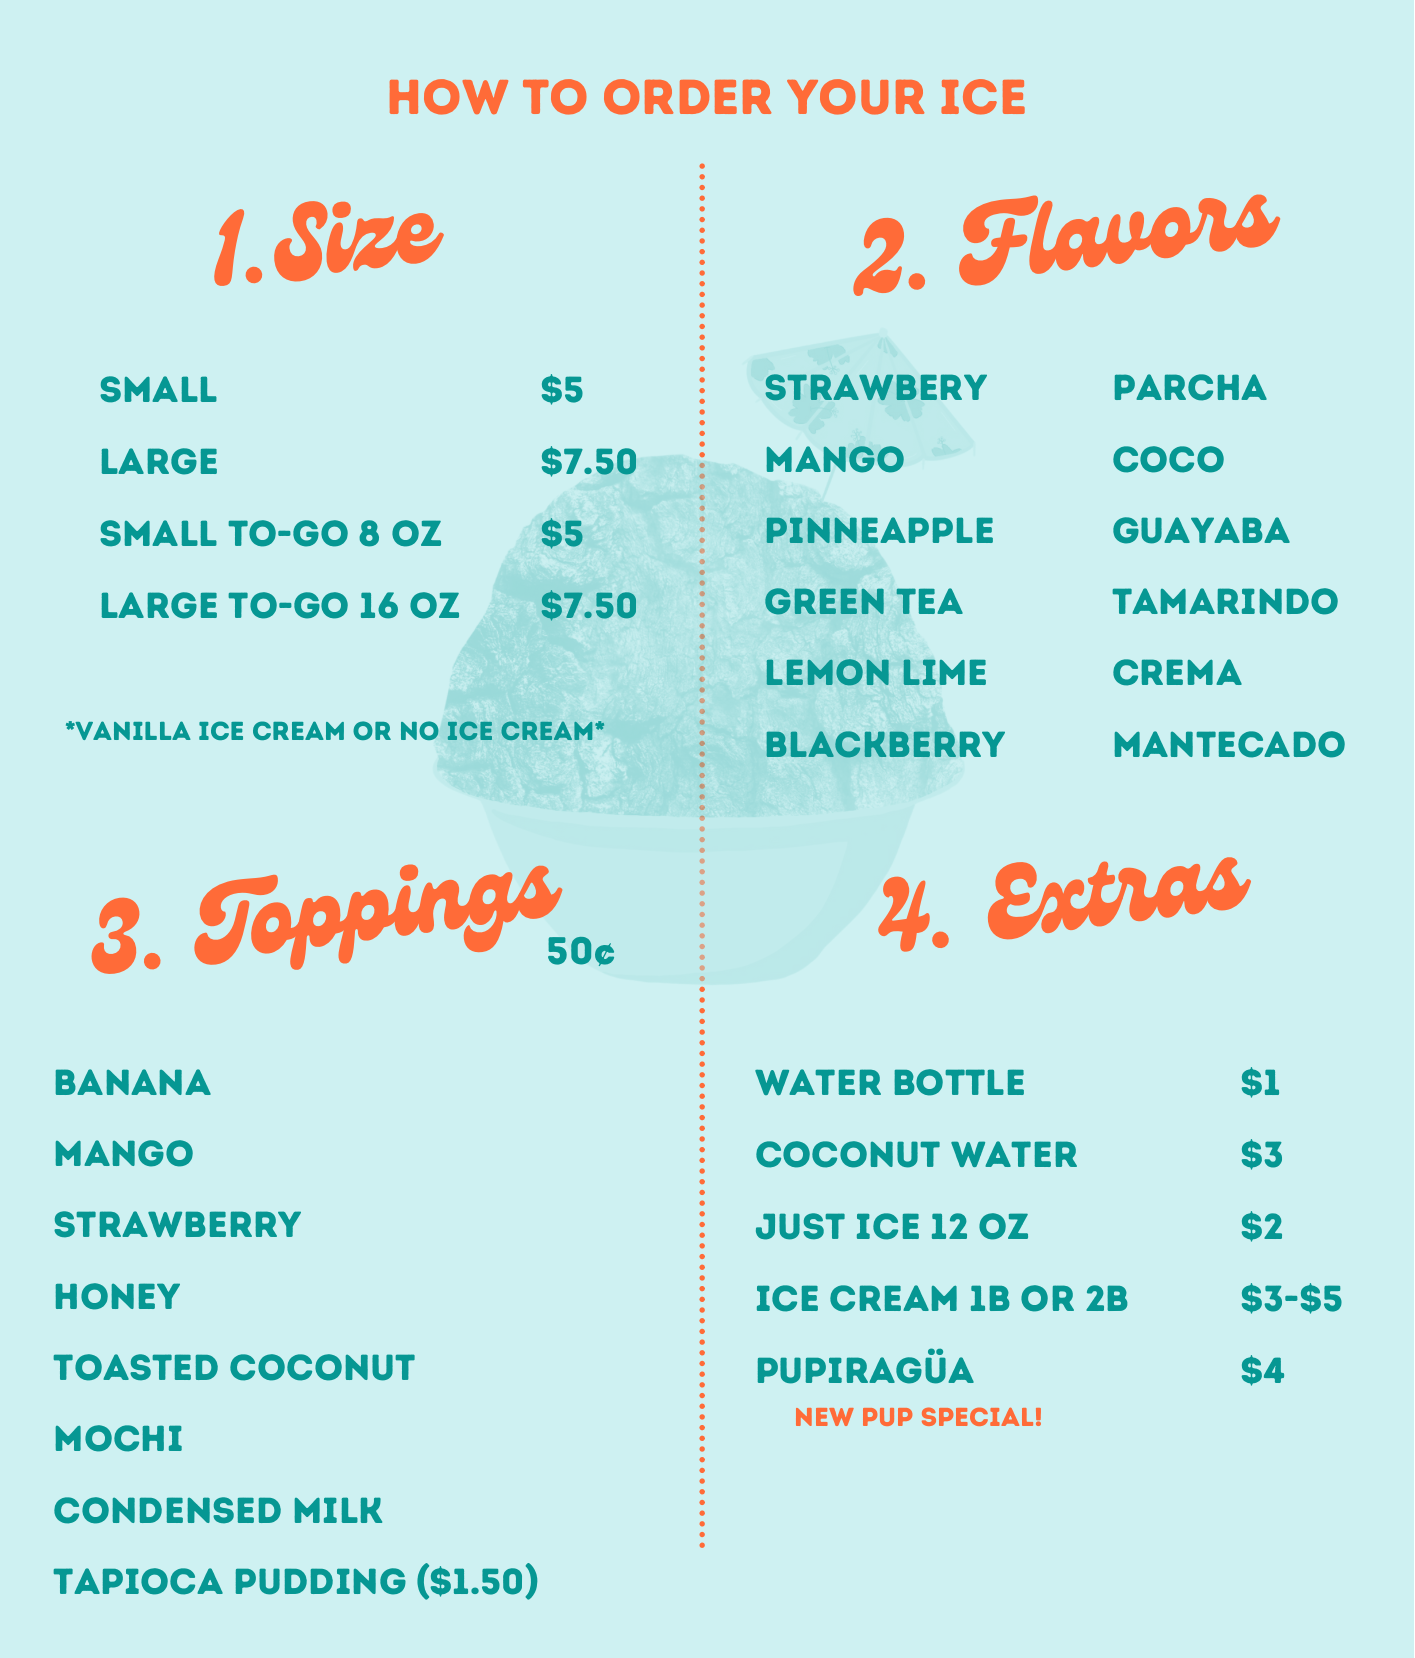 HOW TO ORDER YOUR ICE
1. Size
SMALL $5
LARGE $7.50
SMALL TO-GO 8 OZ $5
LARGE TO-GO 16 OZ $7.50
*VANILLA ICE CREAM OR NO ICE CREAM*
2. Flavors
STRAWBERY PARCHA
MANGO COCO
PINNEAPPLE GUAYABA
GREEN TEA TAMARINDO
LEMON LIME CREMA
BLACKBERRY MANTECADO
3. Toppings 50¢
BANANA
MANGO
STRAWBERRY
HONEY
TOASTED COCONUT
MOCHI
CONDENSED MILK
TAPIOCA PUDDING ($1.50)
4. Extras
WATER BOTTLE $1
COCONUT WATER $3
JUST ICE 12 OZ $2
ICE CREAM 1B OR 2B $3-$5
PUPIRAGÜA $4
NEW PUP SPECIAL!